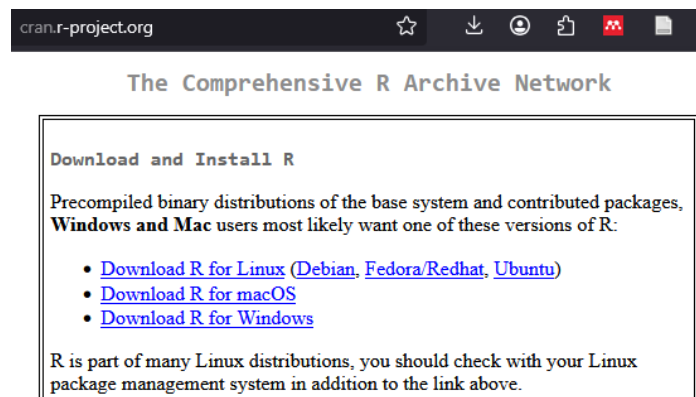 cran.r-project.org
The Comprehensive R Archive Network
Download and Install R
Precompiled binary distributions of the base system and contributed packages,
Windows and Mac users most likely want one of these versions of R:
• Download R for Linux (Debian, Fedora/Redhat, Ubuntu)
• Download R for macOS
• Download R for Windows
R is part of many Linux distributions, you should check with your Linux
package management system in addition to the link above.